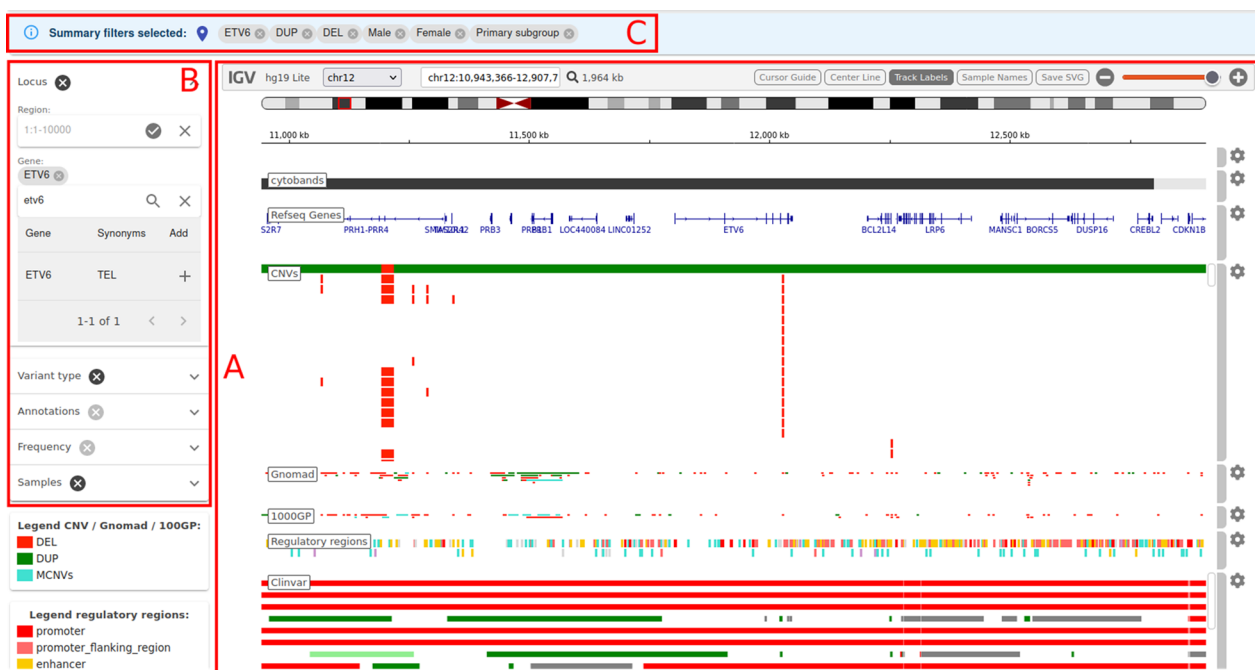 Summary filters selected: ETV6 DUP DEL Male Female Primary subgroup C
Locus B
Region:
1:1-10000
Gene:
ETV6
etv6
Gene Synonyms Add
ETV6 TEL +
1-1 of 1 < >
Variant type
Annotations
Frequency
Samples
Legend CNV / Gnomad / 100GP:
DEL
DUP
MCNVs
Legend regulatory regions:
promoter
promoter_flanking_region
enhancer
A
IGV hg19 Lite chr12 chr12:10,943,366-12,907,7 1,964 kb Cursor Guide Center Line Track Labels Sample Names Save SVG
11,000 kb 11,500 kb 12,000 kb 12,500 kb
cytobands
Refseq Genes
S2R7 PRH1-PRR4 PRB3 PRB1 LOC440084 LINC01252 ETV6 BCL2L14 LRP6 MANSC1 BORCS5 DUSP16 CREBL2 CDKN1B
CNVs
Gnomad
1000GP
Regulatory regions
Clinvar